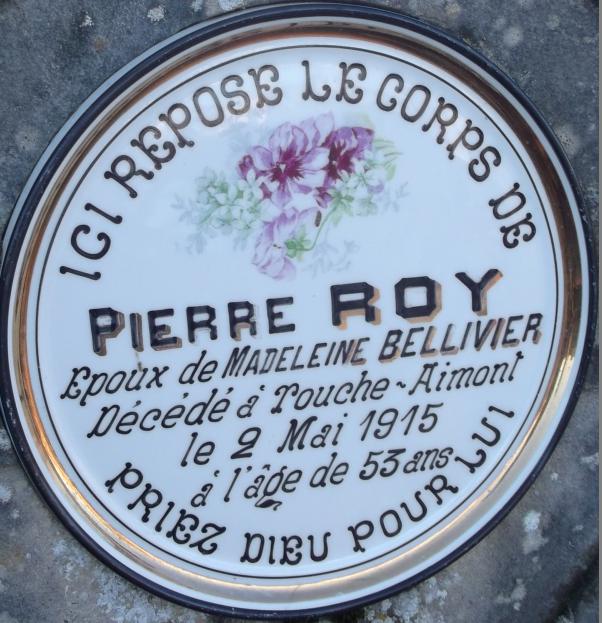 ICI REPOSE LE CORPS DE
PIERRE ROY
Epoux de MADELEINE BELLIVIER
Décédé à Touche-Aimont
le 2 Mai 1915
à l'âge de 53 ans
PRIEZ DIEU POUR LUI